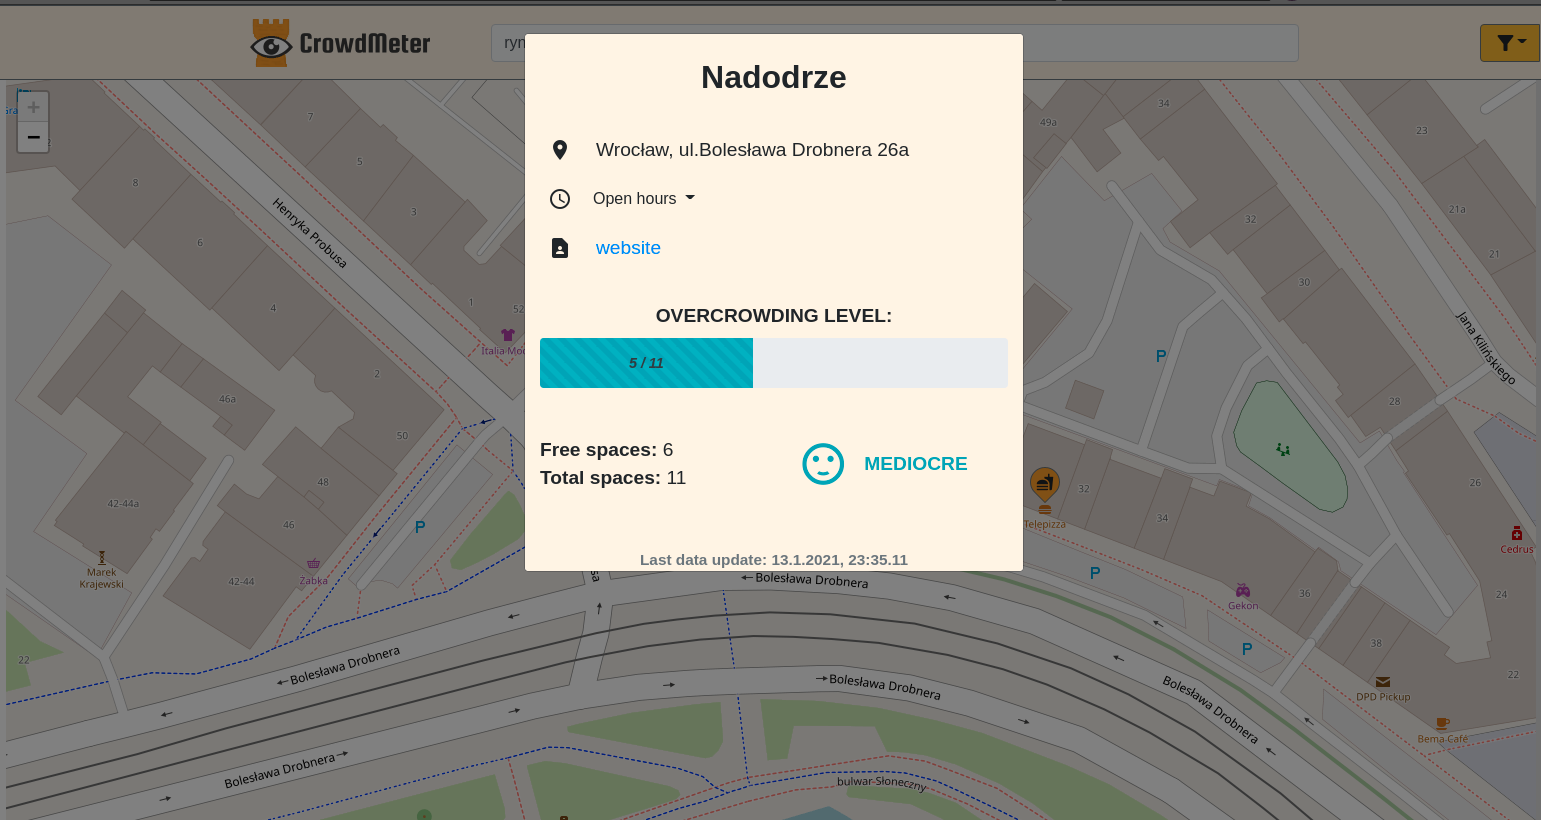 CrowdMeter
ryn
Nadodrze
Wrocław, ul.Bolesława Drobnera 26a
Open hours
website
OVERCROWDING LEVEL:
5 / 11
Free spaces: 6
Total spaces: 11
MEDIOCRE
Last data update: 13.1.2021, 23:35.11
+
−
7
5
8
3
6
Henryka Probusa
4
1
52
Italia Mod
2
46a
50
48
42-44a
46
P
Marek
Krajewski
42-44
Żabka
22
Bolesława Drobnera
Bolesława Drobnera
Bolesława Drobnera
Bolesława Drobnera
Bolesława Drobnera
bulwar Słoneczny
34
49a
23
32
21a
21
30
Jana Kilińskiego
P
28
26
32
Telepizza
34
Cedrus
P
36
Gekon
24
P
38
22
DPD Pickup
Bema Café